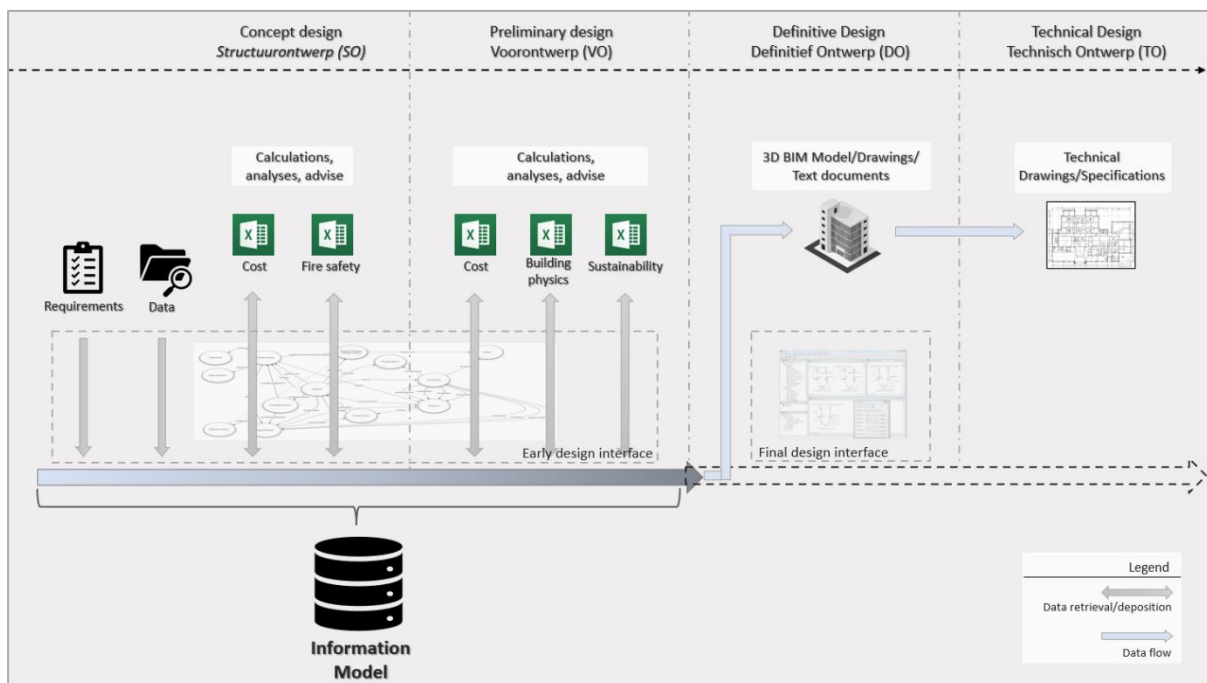 Concept design
Structuurontwerp (SO)
Preliminary design
Voorontwerp (VO)
Definitive Design
Definitief Ontwerp (DO)
Technical Design
Technisch Ontwerp (TO)
Calculations,
analyses, advise
Calculations,
analyses, advise
3D BIM Model/Drawings/
Text documents
Technical
Drawings/Specifications
Requirements
Data
Cost
Fire safety
Cost
Building
physics
Sustainability
Early design interface
Final design interface
Information
Model
Legend
Data retrieval/deposition
Data flow